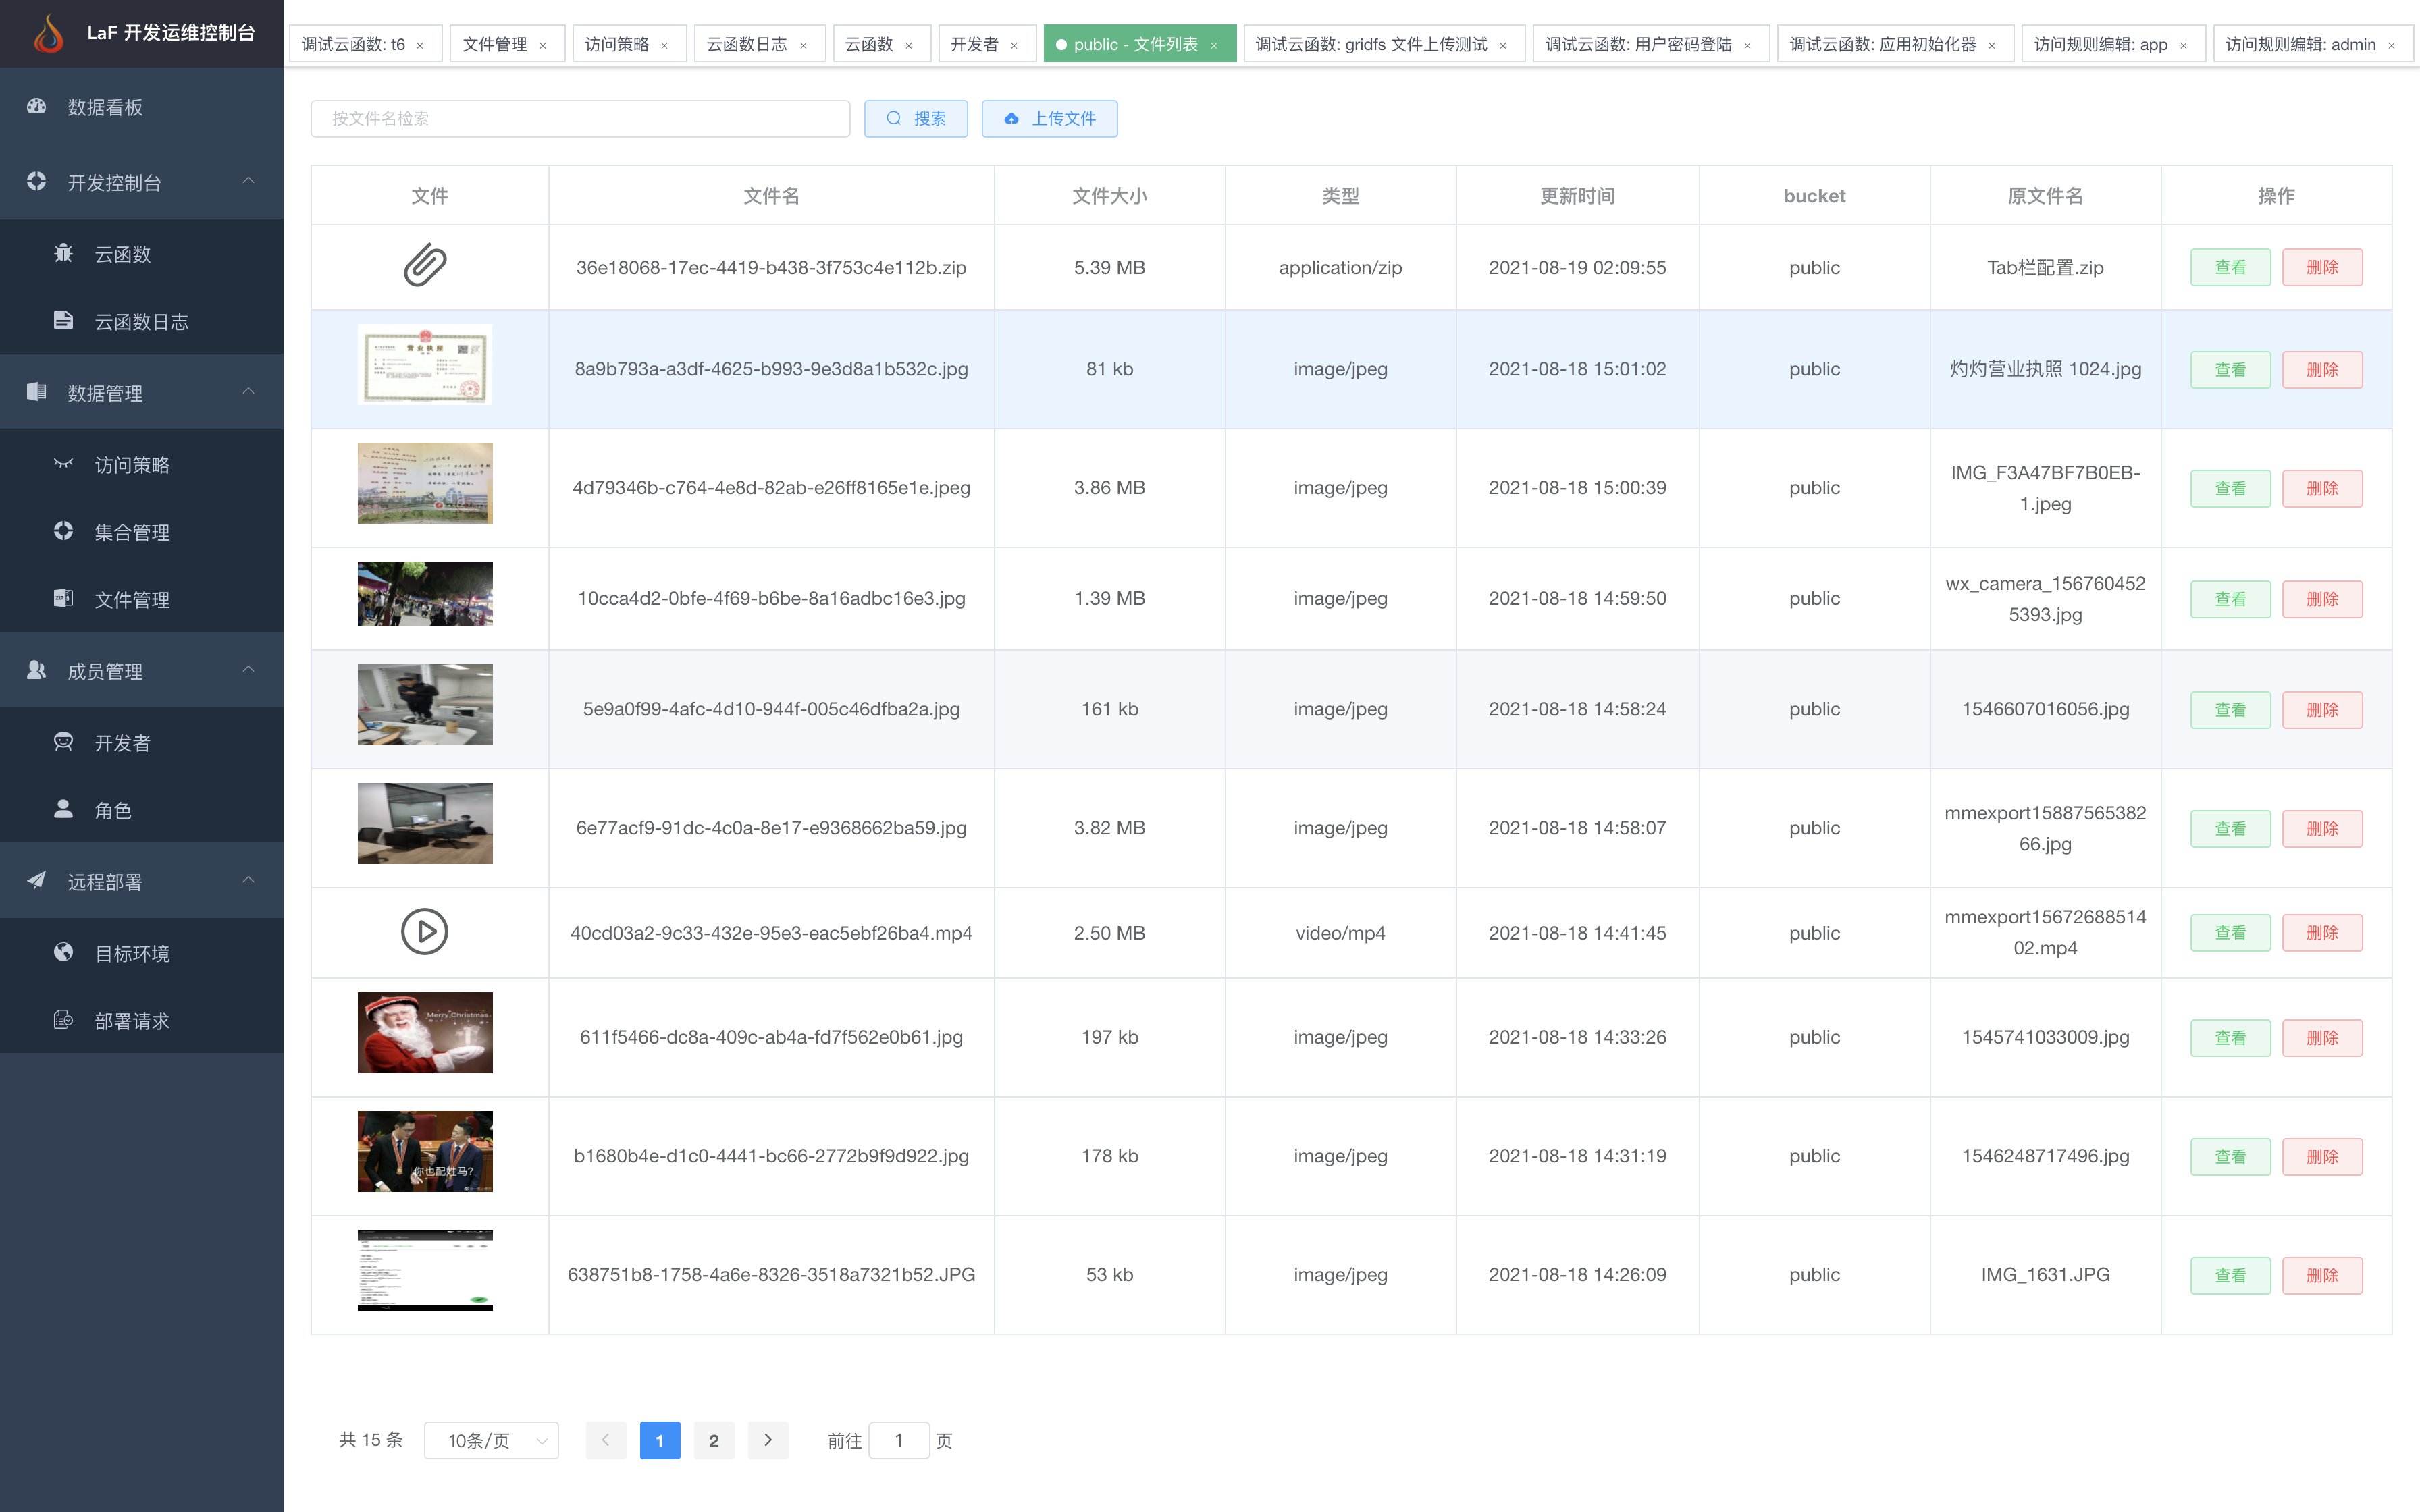 LaF 开发运维控制台
调试云函数: t6 ×
文件管理 ×
访问策略 ×
云函数日志 ×
云函数 ×
开发者 ×
public - 文件列表 ×
调试云函数: gridfs 文件上传测试 ×
调试云函数: 用户密码登陆 ×
调试云函数: 应用初始化器 ×
访问规则编辑: app ×
访问规则编辑: admin ×
数据看板
开发控制台
云函数
云函数日志
数据管理
访问策略
集合管理
文件管理
成员管理
开发者
角色
远程部署
目标环境
部署请求
按文件名检索
搜索
上传文件
文件 文件名 文件大小 类型 更新时间 bucket 原文件名 操作
36e18068-17ec-4419-b438-3f753c4e112b.zip 5.39 MB application/zip 2021-08-19 02:09:55 public Tab栏配置.zip 查看 删除
营业执照
8a9b793a-a3df-4625-b993-9e3d8a1b532c.jpg 81 kb image/jpeg 2021-08-18 15:01:02 public 灼灼营业执照 1024.jpg 查看 删除
4d79346b-c764-4e8d-82ab-e26ff8165e1e.jpeg 3.86 MB image/jpeg 2021-08-18 15:00:39 public IMG_F3A47BF7B0EB-
1.jpeg
查看 删除
10cca4d2-0bfe-4f69-b6be-8a16adbc16e3.jpg 1.39 MB image/jpeg 2021-08-18 14:59:50 public wx_camera_156760452
5393.jpg
查看 删除
5e9a0f99-4afc-4d10-944f-005c46dfba2a.jpg 161 kb image/jpeg 2021-08-18 14:58:24 public 1546607016056.jpg 查看 删除
6e77acf9-91dc-4c0a-8e17-e9368662ba59.jpg 3.82 MB image/jpeg 2021-08-18 14:58:07 public mmexport15887565382
66.jpg
查看 删除
40cd03a2-9c33-432e-95e3-eac5ebf26ba4.mp4 2.50 MB video/mp4 2021-08-18 14:41:45 public mmexport15672688514
02.mp4
查看 删除
Merry Christmas
611f5466-dc8a-409c-ab4a-fd7f562e0b61.jpg 197 kb image/jpeg 2021-08-18 14:33:26 public 1545741033009.jpg 查看 删除
你也配姓马?
b1680b4e-d1c0-4441-bc66-2772b9f9d922.jpg 178 kb image/jpeg 2021-08-18 14:31:19 public 1546248717496.jpg 查看 删除
638751b8-1758-4a6e-8326-3518a7321b52.JPG 53 kb image/jpeg 2021-08-18 14:26:09 public IMG_1631.JPG 查看 删除
共 15 条 10条/页 1 2 前往 1 页